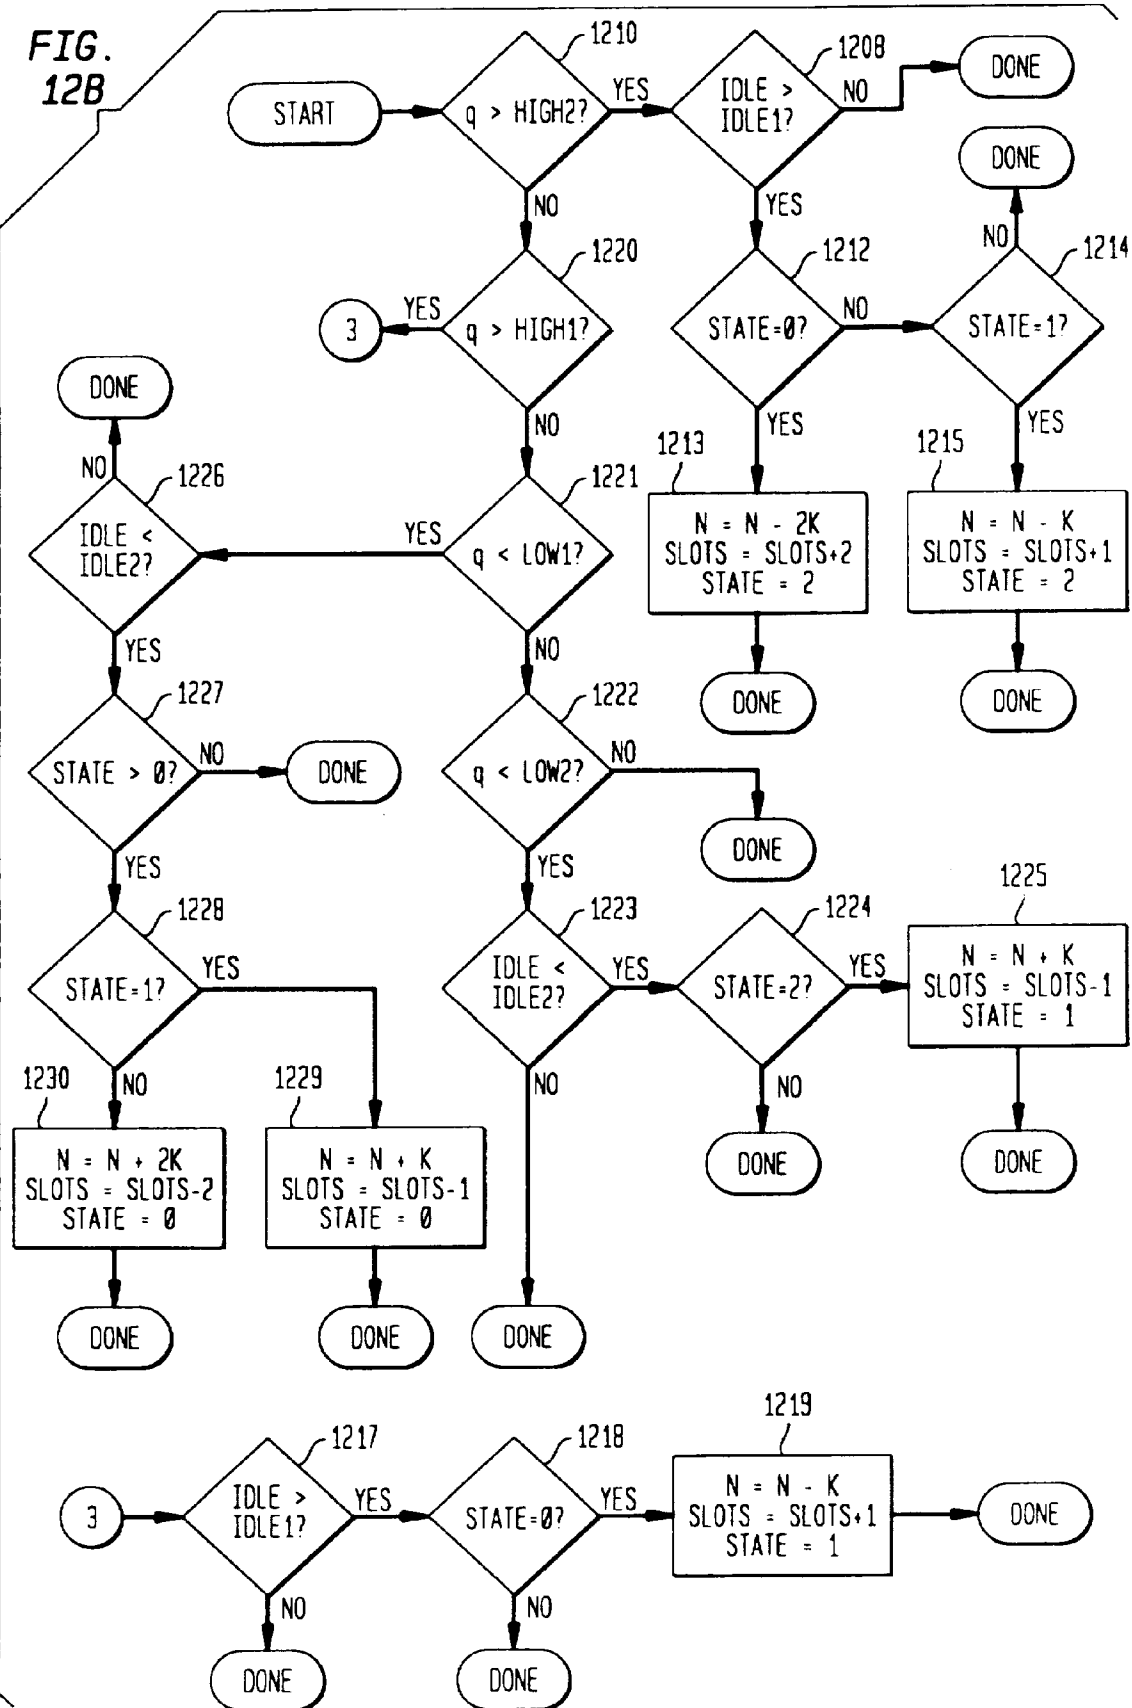 FIG.
12B
START
1210
q > HIGH2?
YES
NO
1208
IDLE >
IDLE1?
NO
YES
DONE
DONE
1220
q > HIGH1?
YES
NO
3
1212
STATE=0?
NO
YES
1214
STATE=1?
NO
YES
DONE
NO
1226
IDLE <
IDLE2?
YES
1221
q < LOW1?
YES
NO
1213
N = N - 2K
SLOTS = SLOTS+2
STATE = 2
DONE
1215
N = N - K
SLOTS = SLOTS+1
STATE = 2
DONE
1227
STATE > 0?
NO
YES
DONE
1222
q < LOW2?
NO
YES
DONE
1228
STATE=1?
YES
NO
1223
IDLE <
IDLE2?
YES
NO
1224
STATE=2?
YES
NO
1225
N = N + K
SLOTS = SLOTS-1
STATE = 1
1230
N = N + 2K
SLOTS = SLOTS-2
STATE = 0
1229
N = N + K
SLOTS = SLOTS-1
STATE = 0
DONE
DONE
DONE
DONE
DONE
3
1217
IDLE >
IDLE1?
YES
NO
1218
STATE=0?
YES
NO
1219
N = N - K
SLOTS = SLOTS+1
STATE = 1
DONE
DONE
DONE